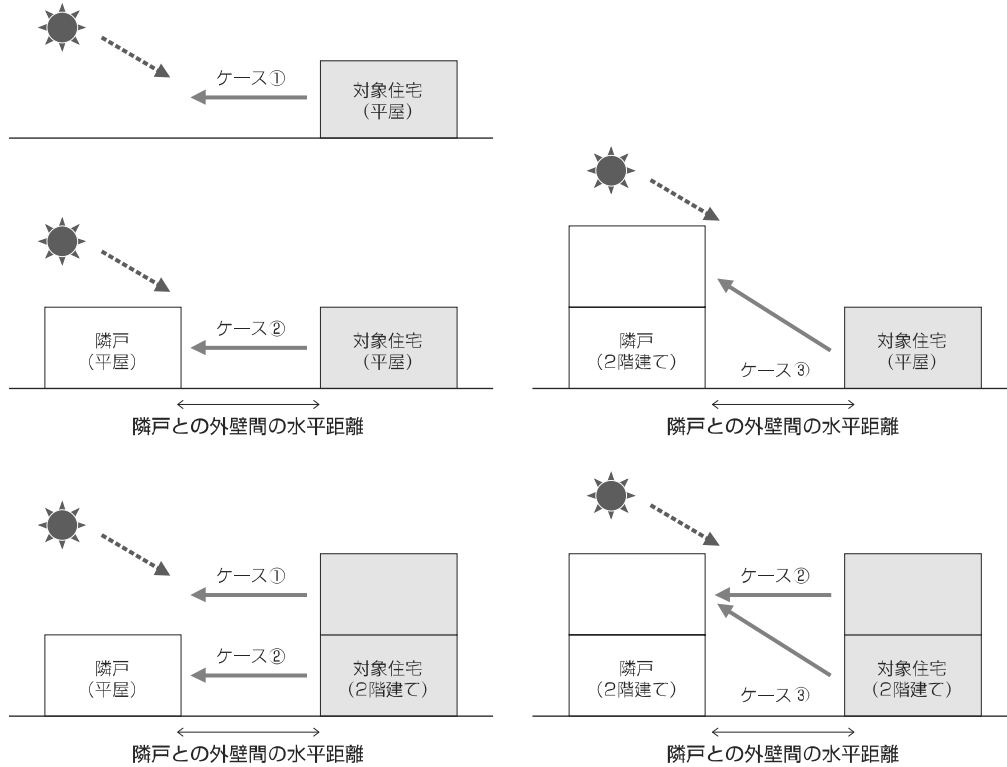 ケース①
対象住宅
(平屋)
ケース②
隣戸
(平屋)
対象住宅
(平屋)
隣戸との外壁間の水平距離
隣戸
(2階建て)
ケース③
対象住宅
(平屋)
隣戸との外壁間の水平距離
ケース①
ケース②
隣戸
(平屋)
対象住宅
(2階建て)
隣戸との外壁間の水平距離
ケース②
隣戸
(2階建て)
ケース③
対象住宅
(2階建て)
隣戸との外壁間の水平距離